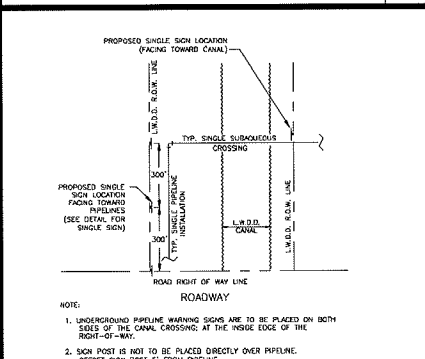 PROPOSED SINGLE SIGN LOCATION
(FACING TOWARD CANAL)
L.W.D.D. R.O.W. LINE
TYP. SINGLE SUBAQUEOUS
CROSSING
300'
PROPOSED SINGLE
SIGN LOCATION
FACING TOWARD
PIPELINES
(SEE DETAIL FOR
SINGLE SIGN)
TYP. SINGLE PIPELINE
INSTALLATION
300'
L.W.D.D.
CANAL
L.W.D.D. R.O.W. LINE
ROAD RIGHT OF WAY LINE
ROADWAY
NOTE:
1. UNDERGROUND PIPELINE WARNING SIGNS ARE TO BE PLACED ON BOTH
SIDES OF THE CANAL CROSSING; AT THE INSIDE EDGE OF THE
RIGHT-OF-WAY.
2. SIGN POST IS NOT TO BE PLACED DIRECTLY OVER PIPELINE.